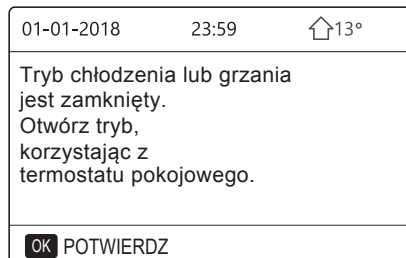 01-01-2018 23:59 13°
Tryb chłodzenia lub grzania
jest zamknięty.
Otwórz tryb,
korzystając z
termostatu pokojowego.
OK POTWIERDZ